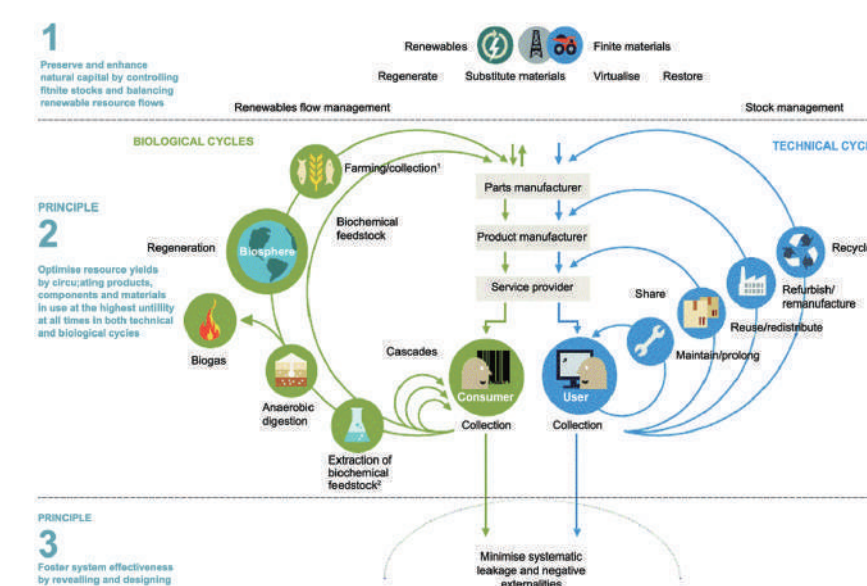 1
Preserve and enhance
natural capital by controlling
fitnite stocks and balancing
renewable resource flows
Renewables
Finite materials
Regenerate
Substitute materials
Virtualise
Restore
Renewables flow management
Stock management
BIOLOGICAL CYCLES
TECHNICAL CYCL
PRINCIPLE
2
Optimise resource yields
by circu;ating products,
components and materials
in use at the highest untillity
at all times in both technical
and biological cycles
Farming/collection¹
Biochemical
feedstock
Regeneration
Biosphere
Biogas
Anaerobic
digestion
Extraction of
biochemical
feedstock²
Cascades
Parts manufacturer
Product manufacturer
Service provider
Consumer
User
Collection
Collection
Share
Maintain/prolong
Reuse/redistribute
Refurbish/
remanufacture
Recycle
PRINCIPLE
3
Foster system effectiveness
by revealling and designing
Minimise systematic
leakage and negative
externalities